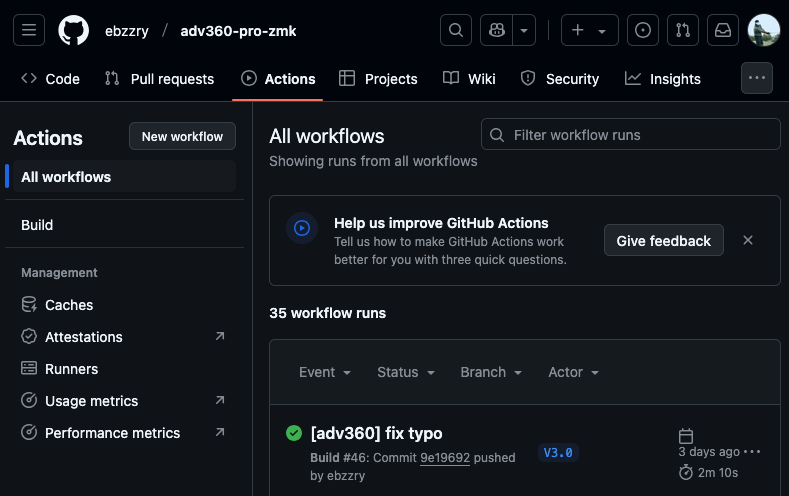 ebzzry / adv360-pro-zmk
Code Pull requests Actions Projects Wiki Security Insights
Actions
New workflow
All workflows
Build
Management
Caches
Attestations
Runners
Usage metrics
Performance metrics
All workflows
Filter workflow runs
Showing runs from all workflows
Help us improve GitHub Actions
Tell us how to make GitHub Actions work
better for you with three quick questions.
Give feedback
35 workflow runs
Event Status Branch Actor
[adv360] fix typo
Build #46: Commit 9e19692 pushed
by ebzzry
V3.0
3 days ago
2m 10s